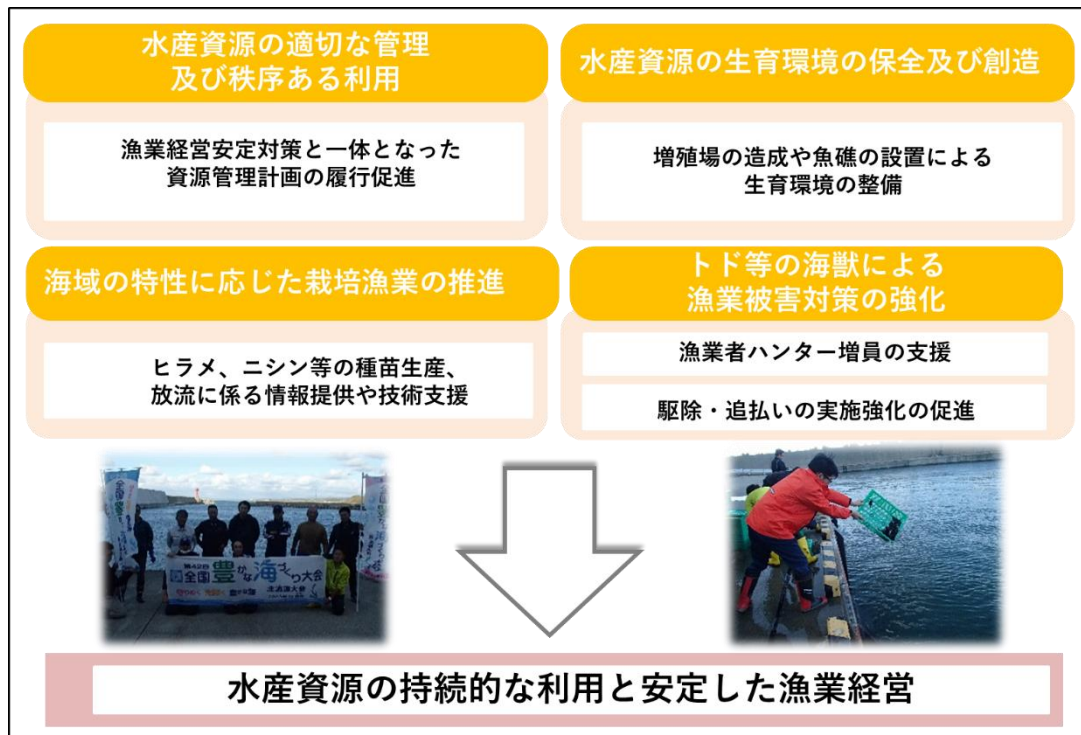 水産資源の適切な管理
及び秩序ある利用
漁業経営安定対策と一体となった
資源管理計画の履行促進
水産資源の生育環境の保全及び創造
増殖場の造成や魚礁の設置による
生育環境の整備
海域の特性に応じた栽培漁業の推進
ヒラメ、ニシン等の種苗生産、
放流に係る情報提供や技術支援
トド等の海獣による
漁業被害対策の強化
漁業者ハンター増員の支援
駆除・追払いの実施強化の促進
第42回
全国豊かな海づくり大会
北海道大会
水産資源の持続的な利用と安定した漁業経営